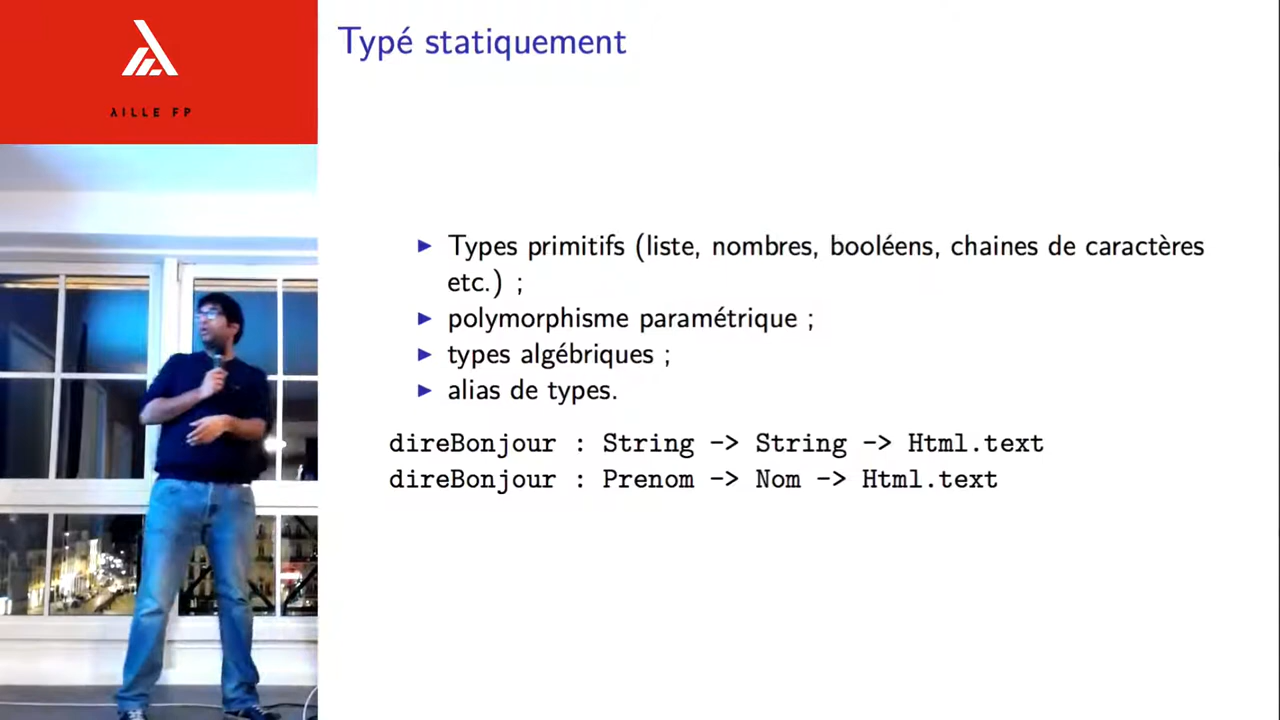 λILLE FP
Typé statiquement
▶ Types primitifs (liste, nombres, booléens, chaines de caractères
etc.) ;
▶ polymorphisme paramétrique ;
▶ types algébriques ;
▶ alias de types.
direBonjour : String -> String -> Html.text
direBonjour : Prenom -> Nom -> Html.text